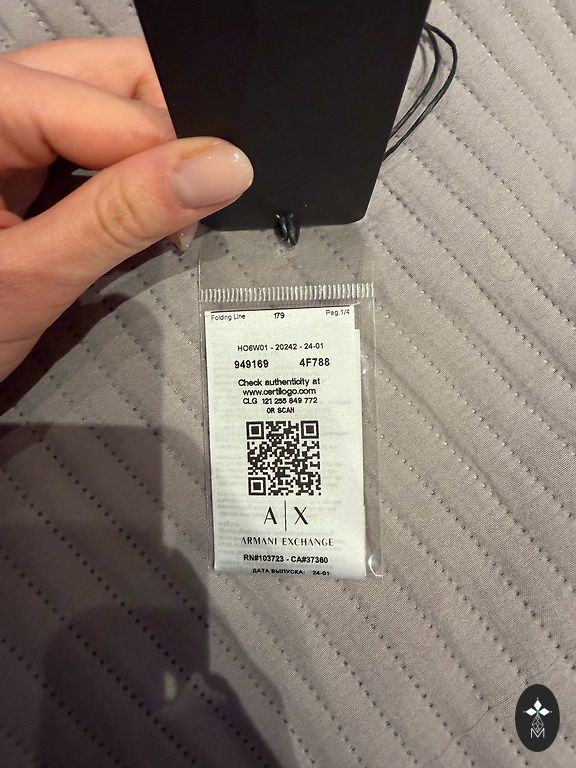 Folding Line 179 Pag.1/4
HO6W01 - 20242 - 24-01
949169 4F788
Check authenticity at
www.certilogo.com
CLG 121 255 849 772
OR SCAN
A|X
ARMANI EXCHANGE
RN#103723 - CA#37360
ДАТА ВЫПУСКА: 24-01
M